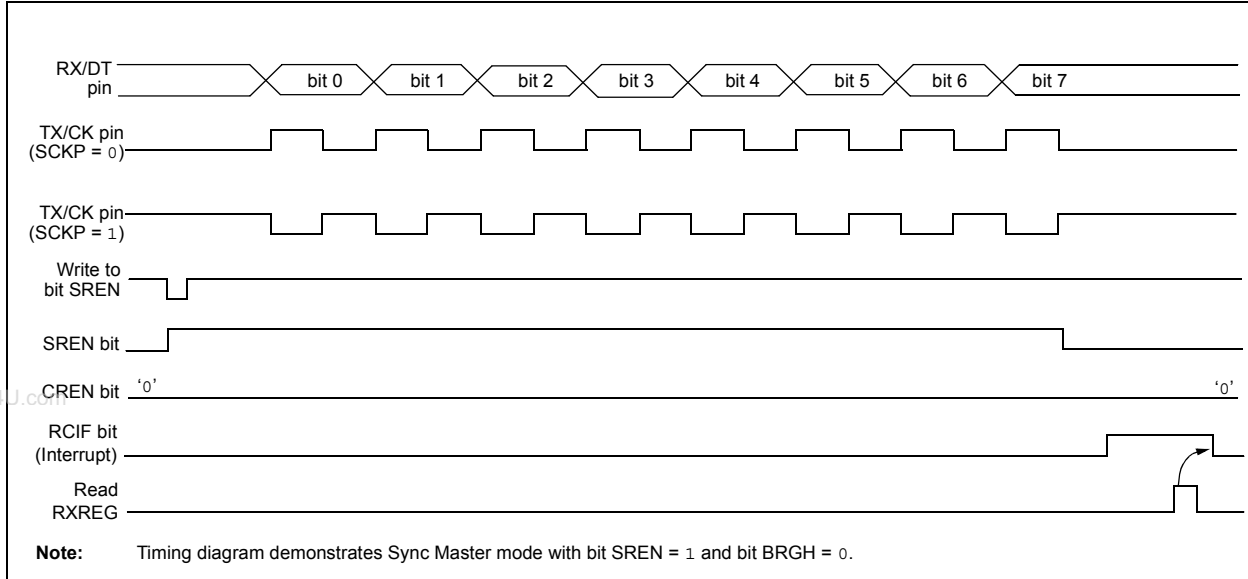 RX/DT
pin
bit 0 bit 1 bit 2 bit 3 bit 4 bit 5 bit 6 bit 7
TX/CK pin
(SCKP = 0)
TX/CK pin
(SCKP = 1)
Write to
bit SREN
SREN bit
CREN bit ‘0’ ‘0’
4U.com
RCIF bit
(Interrupt)
Read
RXREG
Note: Timing diagram demonstrates Sync Master mode with bit SREN = 1 and bit BRGH = 0.